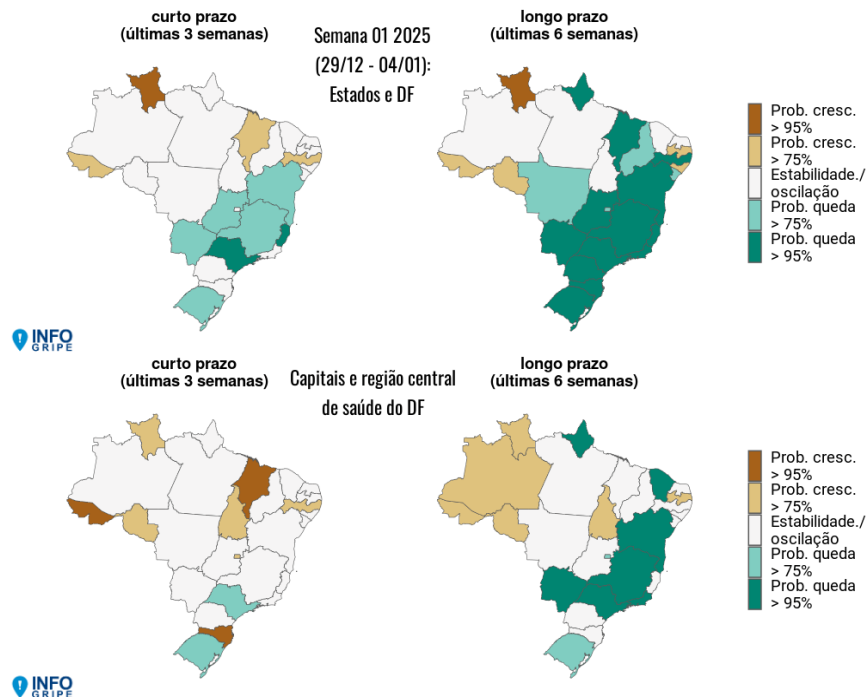 curto prazo
(últimas 3 semanas)
Semana 01 2025
(29/12 - 04/01):
Estados e DF
longo prazo
(últimas 6 semanas)
Prob. cresc.
> 95%
Prob. cresc.
> 75%
Estabilidade./
oscilação
Prob. queda
> 75%
Prob. queda
> 95%
INFO
GRIPE
curto prazo
(últimas 3 semanas)
Capitais e região central
de saúde do DF
longo prazo
(últimas 6 semanas)
Prob. cresc.
> 95%
Prob. cresc.
> 75%
Estabilidade./
oscilação
Prob. queda
> 75%
Prob. queda
> 95%
INFO
GRIPE